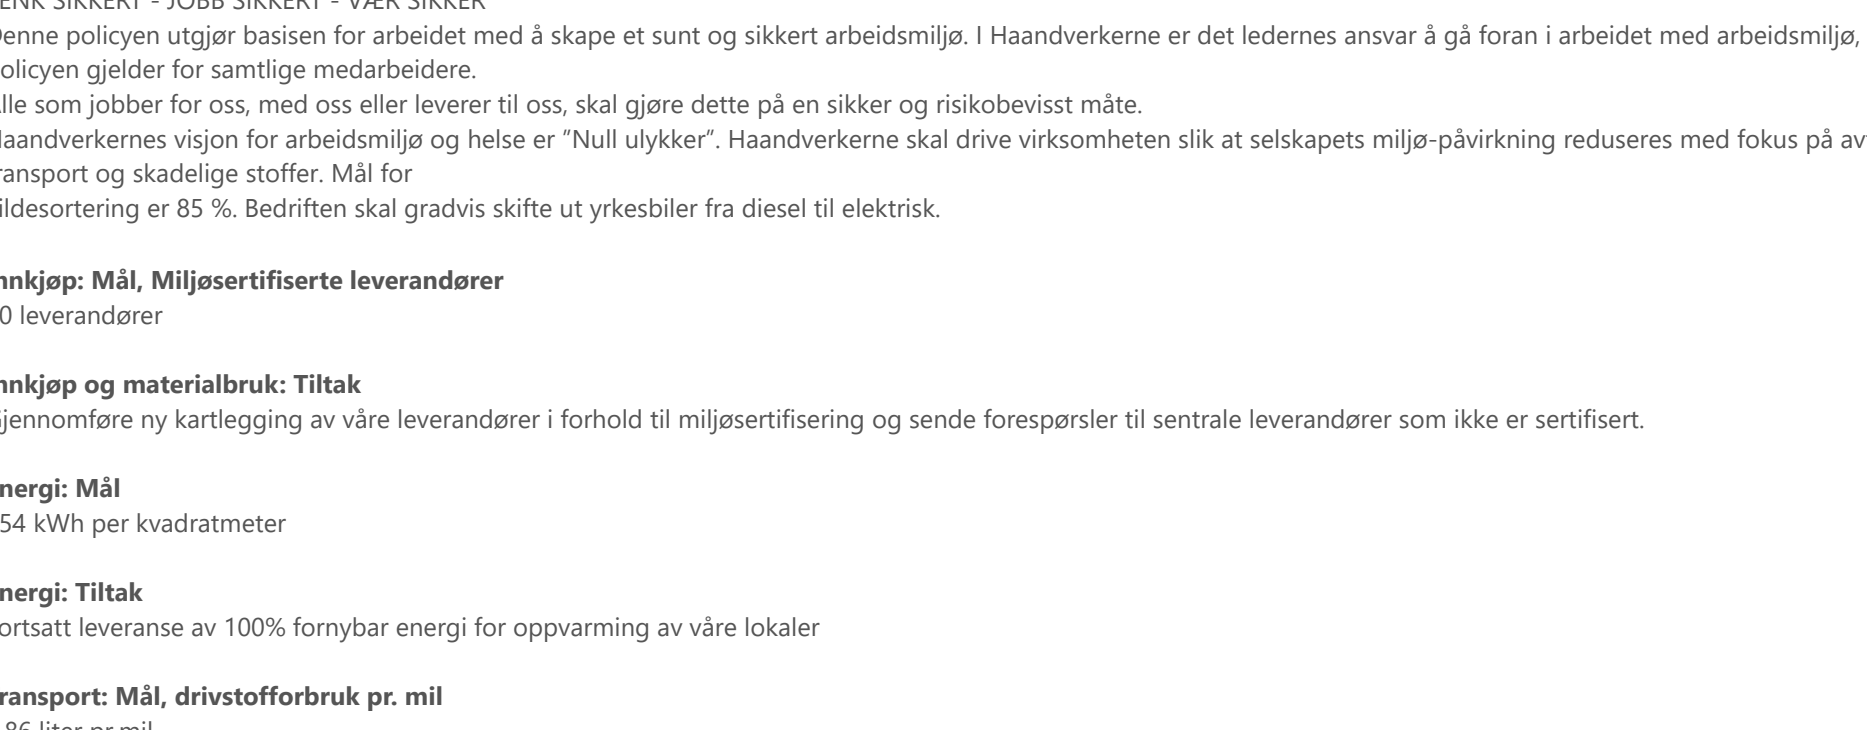 ENK SIKKERT - JOBB SIKKERT - VÆR SIKKER
enne policyen utgjør basisen for arbeidet med å skape et sunt og sikkert arbeidsmiljø. I Haandverkerne er det ledernes ansvar å gå foran i arbeidet med arbeidsmiljø,
olicyen gjelder for samtlige medarbeidere.
lle som jobber for oss, med oss eller leverer til oss, skal gjøre dette på en sikker og risikobevisst måte.
aandverkernes visjon for arbeidsmiljø og helse er "Null ulykker". Haandverkerne skal drive virksomheten slik at selskapets miljø-påvirkning reduseres med fokus på av
ransport og skadelige stoffer. Mål for
ildesortering er 85 %. Bedriften skal gradvis skifte ut yrkesbiler fra diesel til elektrisk.
nnkjøp: Mål, Miljøsertifiserte leverandører
0 leverandører
nnkjøp og materialbruk: Tiltak
jennomføre ny kartlegging av våre leverandører i forhold til miljøsertifisering og sende forespørsler til sentrale leverandører som ikke er sertifisert.
nergi: Mål
54 kWh per kvadratmeter
nergi: Tiltak
ortsatt leveranse av 100% fornybar energi for oppvarming av våre lokaler
ransport: Mål, drivstofforbruk pr. mil
86 liter pr.mil